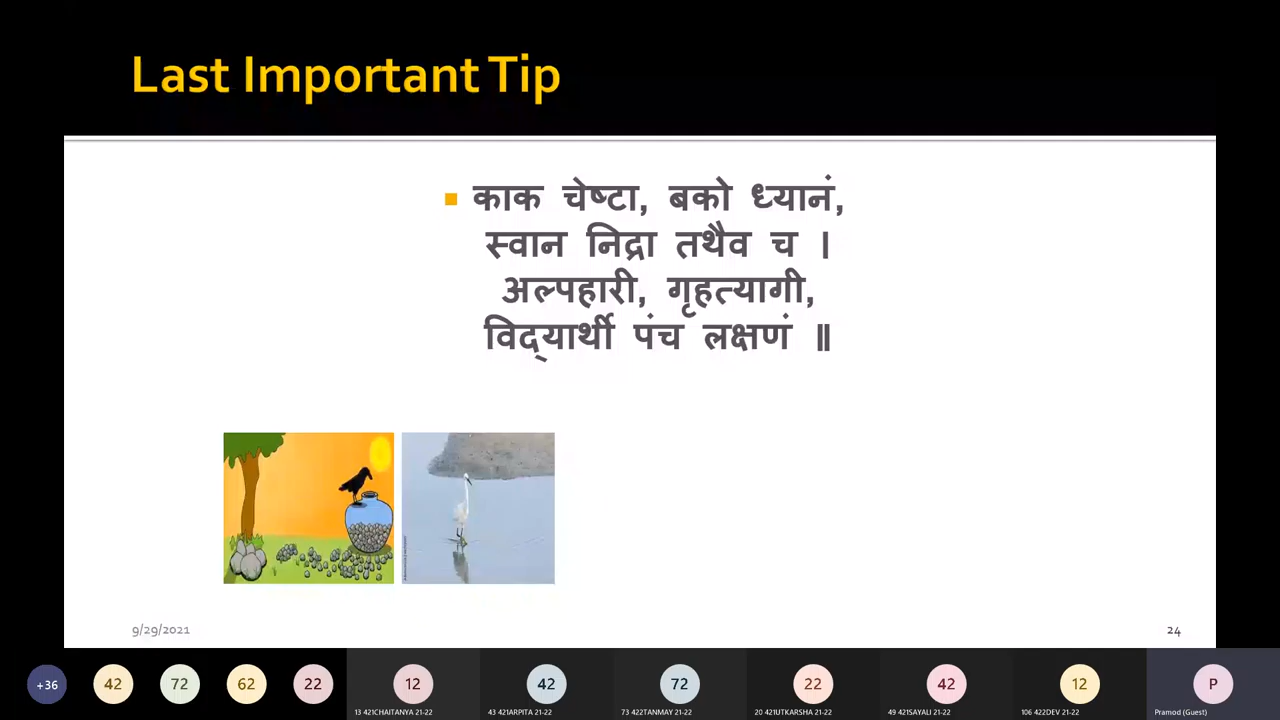 Last Important Tip
काक चेष्टा, बको ध्यानं,
स्वान निद्रा तथैव च |
अल्पहारी, गृहत्यागी,
विद्यार्थी पंच लक्षणं ॥
9/29/2021
24
+36 42 72 62 22 12 42 72 22 42 12 P
13 421CHAITANYA 21-22 43 421ARPITA 21-22 73 422TANMAY 21-22 20 421UTKARSHA 21-22 49 421SAYALI 21-22 106 422DEV 21-22 Pramod (Guest)